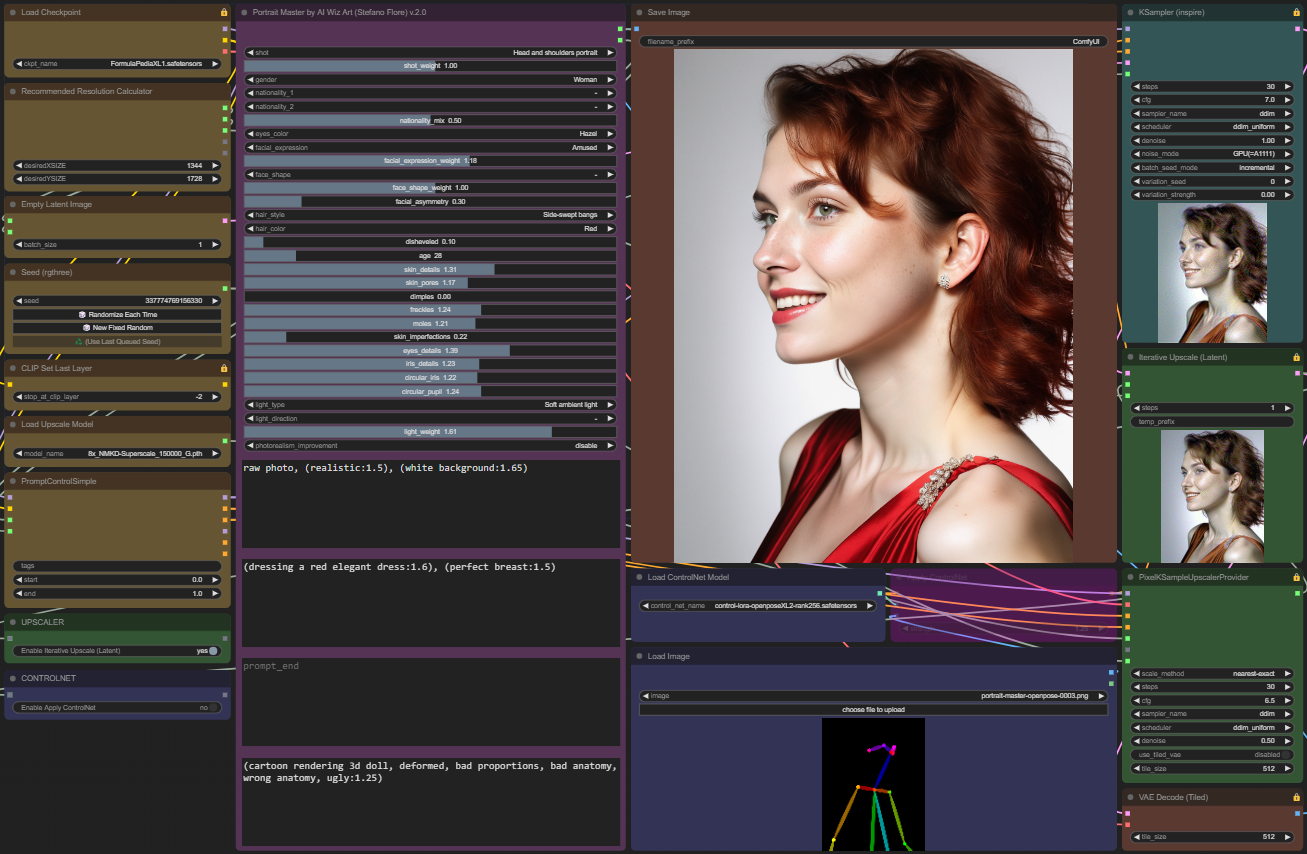 Load Checkpoint
ckpt_name FormulaPediaXL1.safetensors
Recommended Resolution Calculator
desiredXSIZE 1344
desiredYSIZE 1728
Empty Latent Image
batch_size 1
Seed (rgthree)
seed 337774769156330
Randomize Each Time
New Fixed Random
(Use Last Queued Seed)
CLIP Set Last Layer
stop_at_clip_layer -2
Load Upscale Model
model_name 8x_NMKD-Superscale_150000_G.pth
PromptControlSimple
tags
start 0.0
end 1.0
UPSCALER
Enable Iterative Upscale (Latent) yes
CONTROLNET
Enable Apply ControlNet no
Portrait Master by AI Wiz Art (Stefano Flore) v.2.0
shot Head and shoulders portrait
shot_weight 1.00
gender Woman
nationality_1 -
nationality_2 -
nationality_mix 0.50
eyes_color Hazel
facial_expression Amused
facial_expression_weight 1.18
face_shape -
face_shape_weight 1.00
facial_asymmetry 0.30
hair_style Side-swept bangs
hair_color Red
disheveled 0.10
age 28
skin_details 1.31
skin_pores 1.17
dimples 0.00
freckles 1.24
moles 1.21
skin_imperfections 0.22
eyes_details 1.39
iris_details 1.23
circular_iris 1.22
circular_pupil 1.24
light_type Soft ambient light
light_direction -
light_weight 1.61
photorealism_improvement disable
raw photo, (realistic:1.5), (white background:1.65)
(dressing a red elegant dress:1.6), (perfect breast:1.5)
prompt_end
(cartoon rendering 3d doll, deformed, bad proportions, bad anatomy,
wrong anatomy, ugly:1.25)
Save Image
filename_prefix ComfyUI
Load ControlNet Model
control_net_name control-lora-openposeXL2-rank256.safetensors
Load Image
image portrait-master-openpose-0003.png
choose file to upload
KSampler (inspire)
steps 30
cfg 7.0
sampler_name ddim
scheduler ddim_uniform
denoise 1.00
noise_mode GPU(=A1111)
batch_seed_mode incremental
variation_seed 0
variation_strength 0.00
Iterative Upscale (Latent)
steps 1
temp_prefix
PixelKSampleUpscalerProvider
scale_method nearest-exact
steps 30
cfg 6.5
sampler_name ddim
scheduler ddim_uniform
denoise 0.50
use_tiled_vae disabled
tile_size 512
VAE Decode (Tiled)
tile_size 512